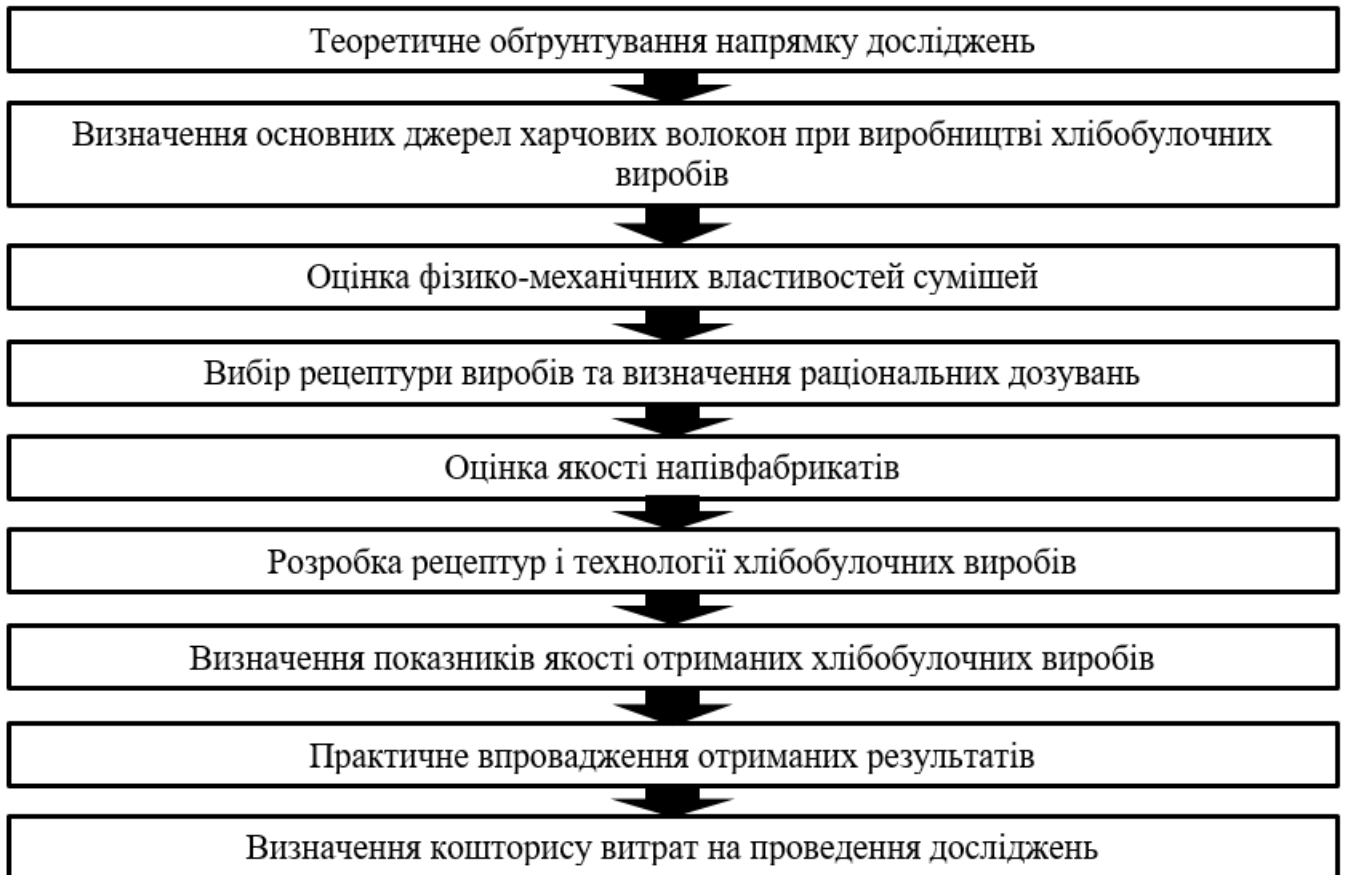 Теоретичне обґрунтування напрямку досліджень
Визначення основних джерел харчових волокон при виробництві хлібобулочних
виробів
Оцінка фізико-механічних властивостей сумішей
Вибір рецептури виробів та визначення раціональних дозувань
Оцінка якості напівфабрикатів
Розробка рецептур і технології хлібобулочних виробів
Визначення показників якості отриманих хлібобулочних виробів
Практичне впровадження отриманих результатів
Визначення кошторису витрат на проведення досліджень